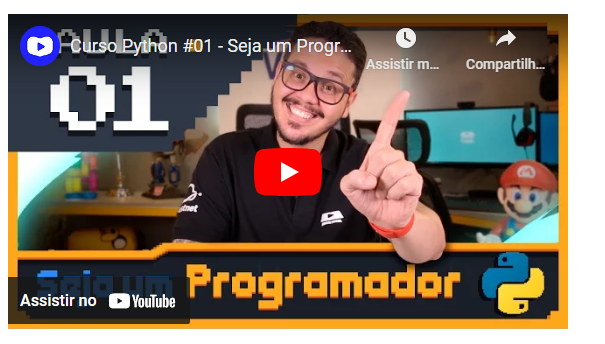 AULA
Curso Python #01 - Seja um Progr...
01
Assistir m...
Compartilh...
Seja um Programador
Assistir no YouTube